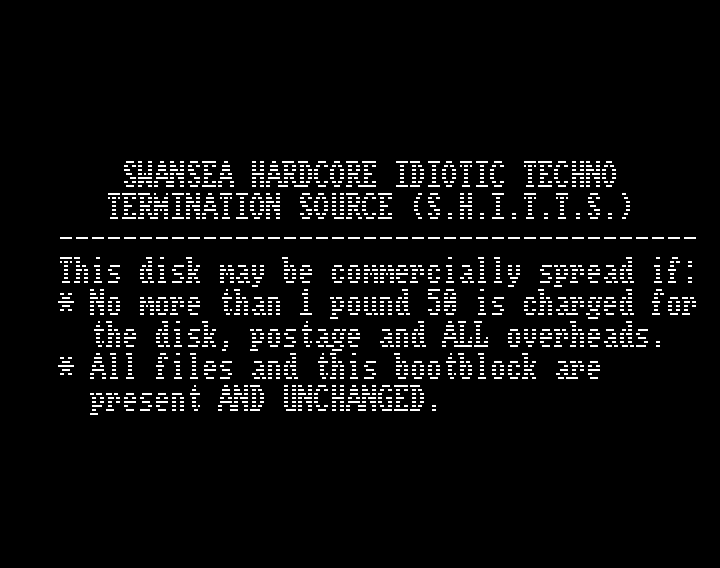 SWANSEA HARDCORE IDIOTIC TECHNO
TERMINATION SOURCE (S.H.I.T.T.S.)
----------------------------------------
This disk may be commercially spread if:
* No more than 1 pound 50 is charged for
the disk, postage and ALL overheads.
* All files and this bootblock are
present AND UNCHANGED.